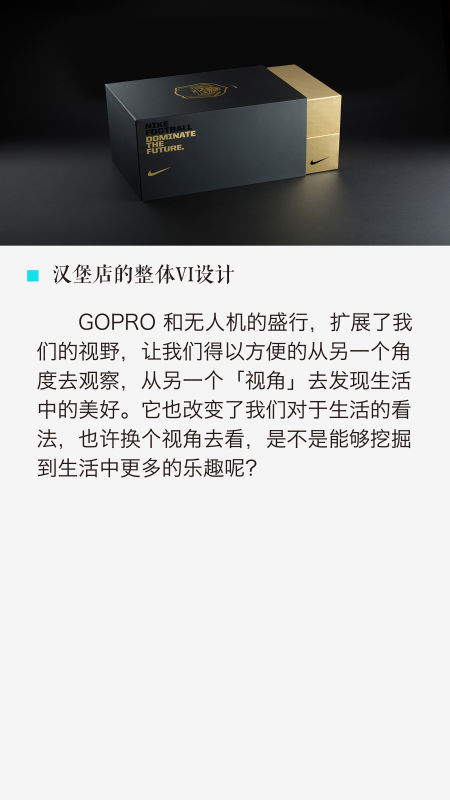 NIKE
FOOTBALL
DOMINATE
THE
FUTURE.
汉堡店的整体VI设计
GOPRO 和无人机的盛行，扩展了我
们的视野，让我们得以方便的从另一个角
度去观察，从另一个「视角」去发现生活
中的美好。它也改变了我们对于生活的看
法，也许换个视角去看，是不是能够挖掘
到生活中更多的乐趣呢？